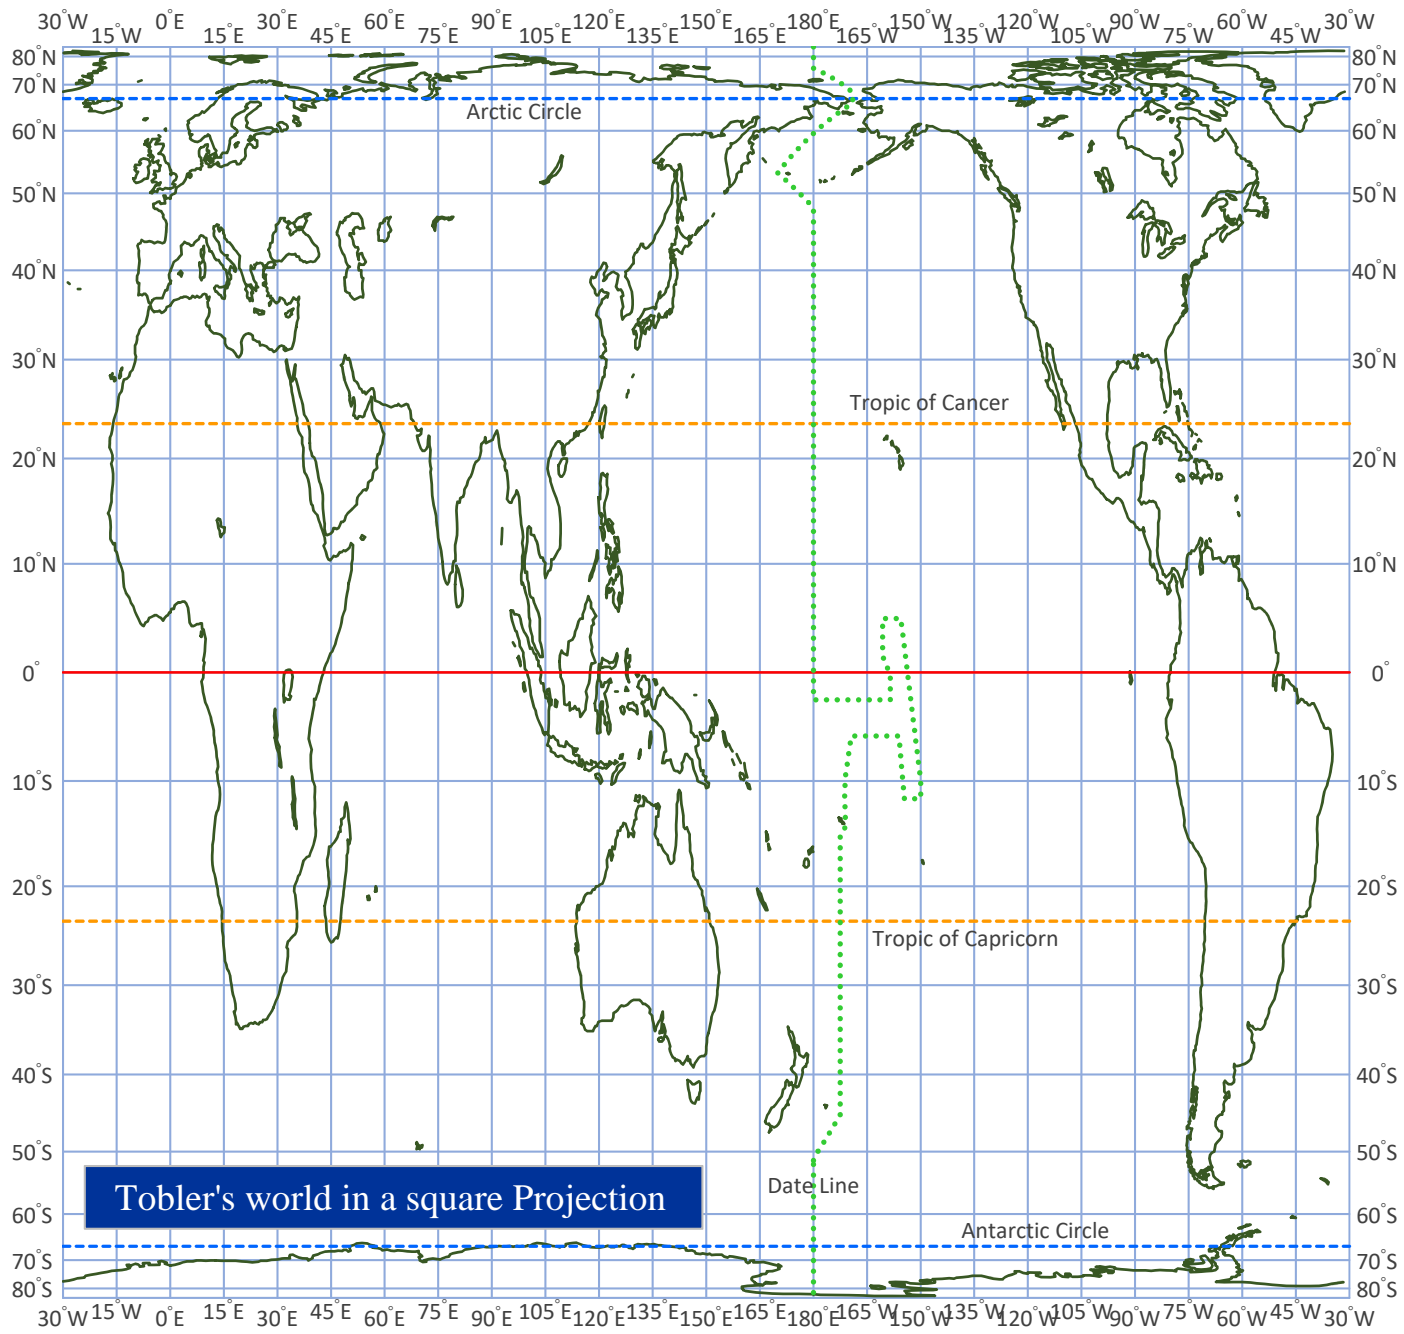 30°W 0°E 30°E 60°E 90°E 120°E 150°E 180°E 150°W 120°W 90°W 60°W 30°W
15°W 15°E 45°E 75°E 105°E 135°E 165°E 165°W 135°W 105°W 75°W 45°W
80°N 80°N
70°N 70°N
Arctic Circle
60°N 60°N
50°N 50°N
40°N 40°N
30°N 30°N
Tropic of Cancer
20°N 20°N
10°N 10°N
0° 0°
10°S 10°S
20°S 20°S
Tropic of Capricorn
30°S 30°S
40°S 40°S
50°S 50°S
Date Line
Tobler's world in a square Projection
60°S 60°S
Antarctic Circle
70°S 70°S
80°S 80°S
15°W 15°E 45°E 75°E 105°E 135°E 165°E 165°W 135°W 105°W 75°W 45°W
30°W 0°E 30°E 60°E 90°E 120°E 150°E 180°E 150°W 120°W 90°W 60°W 30°W